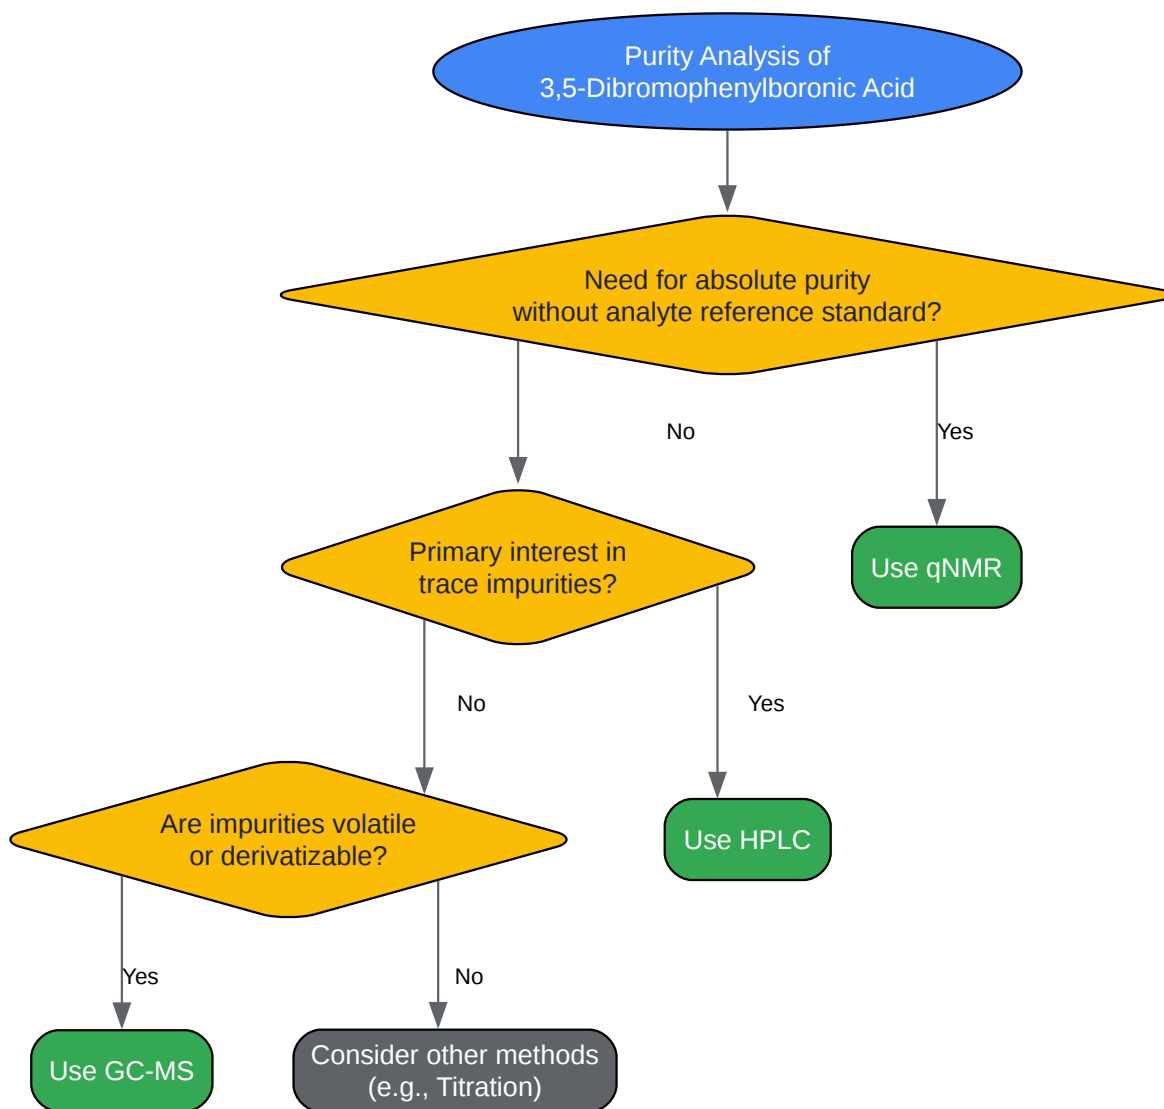 Purity Analysis of
3,5-Dibromophenylboronic Acid
Need for absolute purity
without analyte reference standard?
No
Yes
Primary interest in
trace impurities?
Use qNMR
No
Yes
Are impurities volatile
or derivatizable?
Use HPLC
Yes
No
Use GC-MS
Consider other methods
(e.g., Titration)